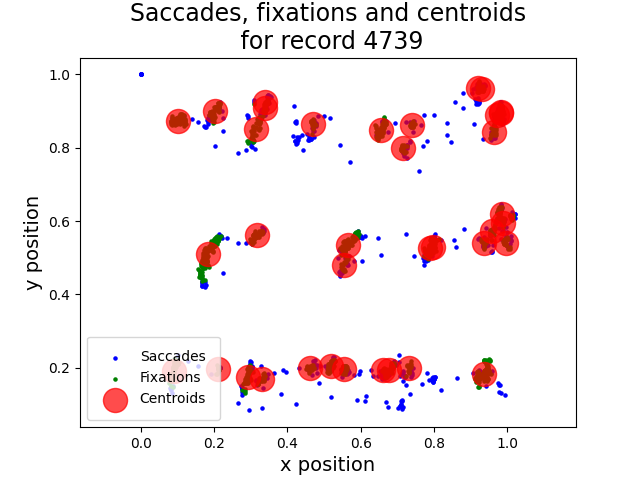 Saccades, fixations and centroids
for record 4739
1.0
0.8
0.6
0.4
0.2
y position
Saccades
Fixations
Centroids
0.0 0.2 0.4 0.6 0.8 1.0
x position